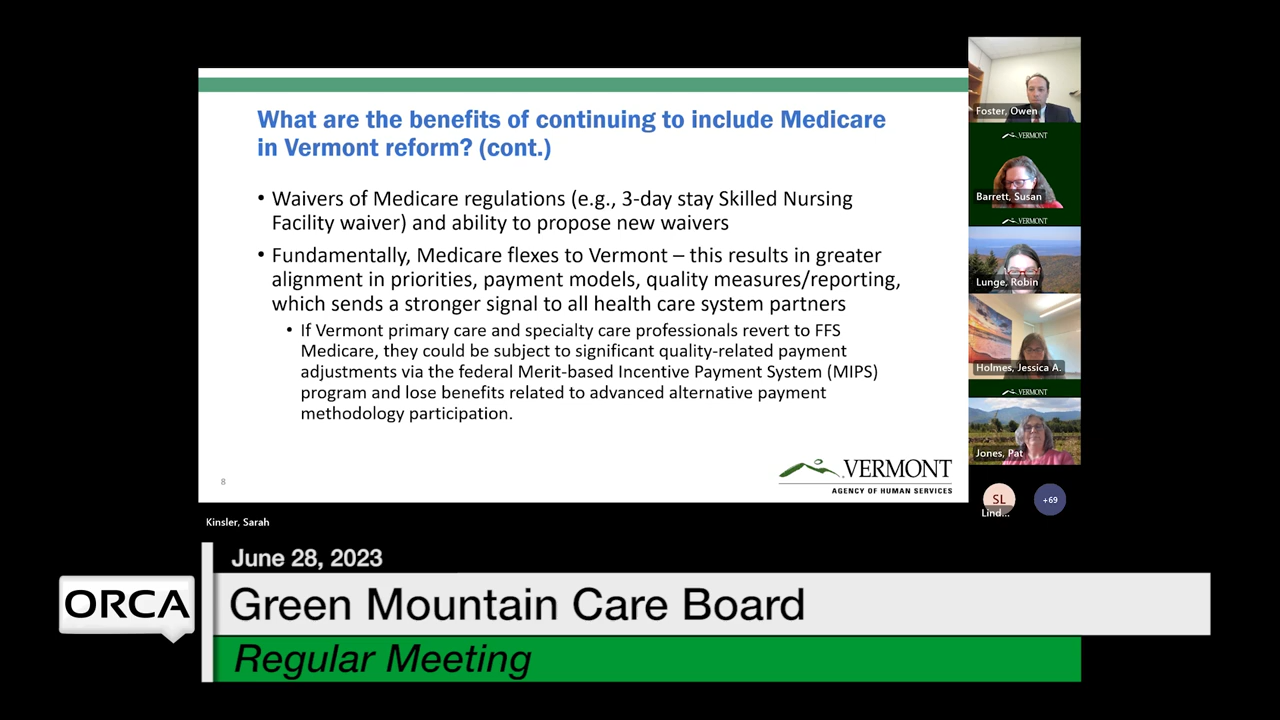 What are the benefits of continuing to include Medicare
in Vermont reform? (cont.)
• Waivers of Medicare regulations (e.g., 3-day stay Skilled Nursing
Facility waiver) and ability to propose new waivers
• Fundamentally, Medicare flexes to Vermont – this results in greater
alignment in priorities, payment models, quality measures/reporting,
which sends a stronger signal to all health care system partners
• If Vermont primary care and specialty care professionals revert to FFS
Medicare, they could be subject to significant quality-related payment
adjustments via the federal Merit-based Incentive Payment System (MIPS)
program and lose benefits related to advanced alternative payment
methodology participation.
8
VERMONT
AGENCY OF HUMAN SERVICES
Foster, Owen
VERMONT
Barrett, Susan
VERMONT
Lunge, Robin
Holmes, Jessica A.
VERMONT
Jones, Pat
SL
Lind...
+69
Kinsler, Sarah
June 28, 2023
ORCA
Green Mountain Care Board
Regular Meeting